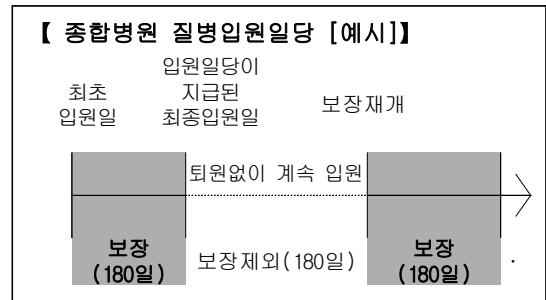 【 종합병원 질병입원일당 [예시]】
최초
입원일
입원일당이
지급된
최종입원일
보장재개
퇴원없이 계속 입원
보장
(180일)
보장제외(180일)
보장
(180일)
.